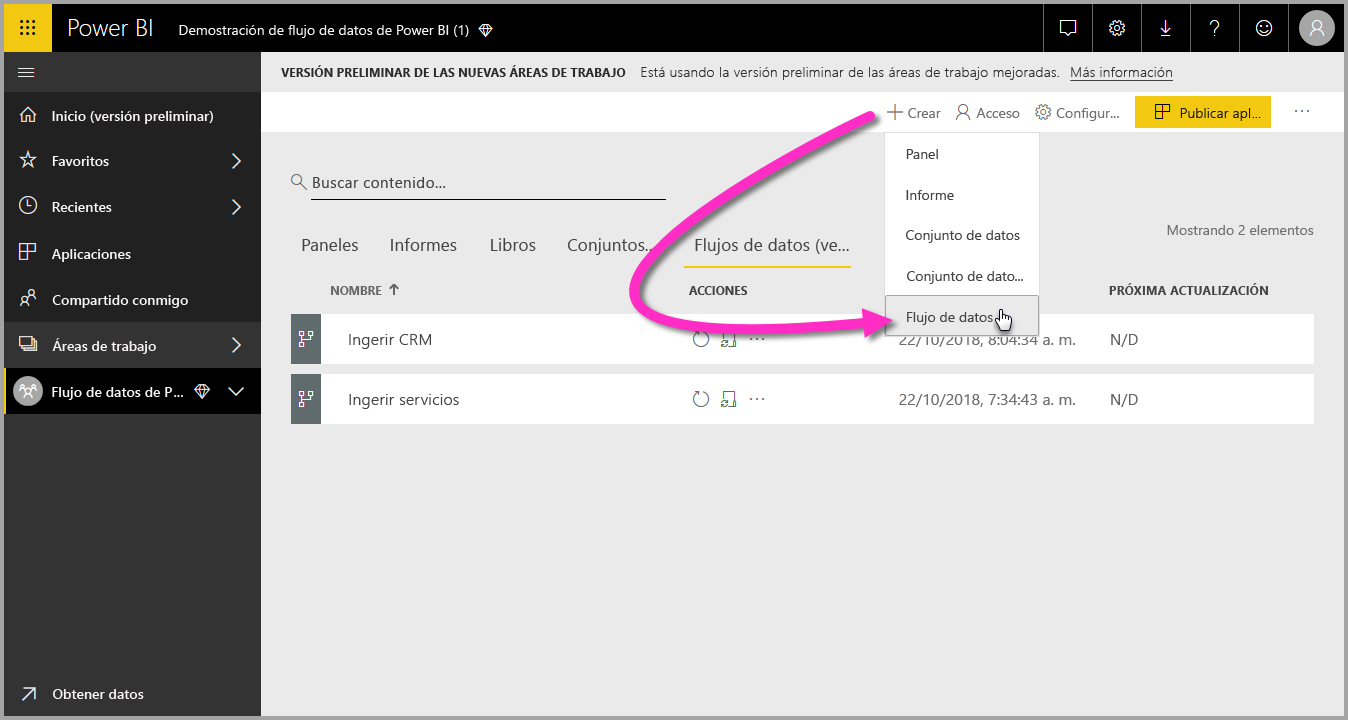 Power BI Demostración de flujo de datos de Power BI (1)
VERSIÓN PRELIMINAR DE LAS NUEVAS ÁREAS DE TRABAJO Está usando la versión preliminar de las áreas de trabajo mejoradas. Más información
Inicio (versión preliminar)
Favoritos
Recientes
Aplicaciones
Compartido conmigo
Áreas de trabajo
Flujo de datos de P...
Obtener datos
Crear Acceso Configur... Publicar apl... ...
Panel
Informe
Conjunto de datos
Conjunto de dato...
Flujo de datos
Buscar contenido...
Mostrando 2 elementos
Paneles Informes Libros Conjuntos... Flujos de datos (ve...
NOMBRE ACCIONES PRÓXIMA ACTUALIZACIÓN
Ingerir CRM ... 22/10/2018, 8:04:34 a. m. N/D
Ingerir servicios ... 22/10/2018, 7:34:43 a. m. N/D